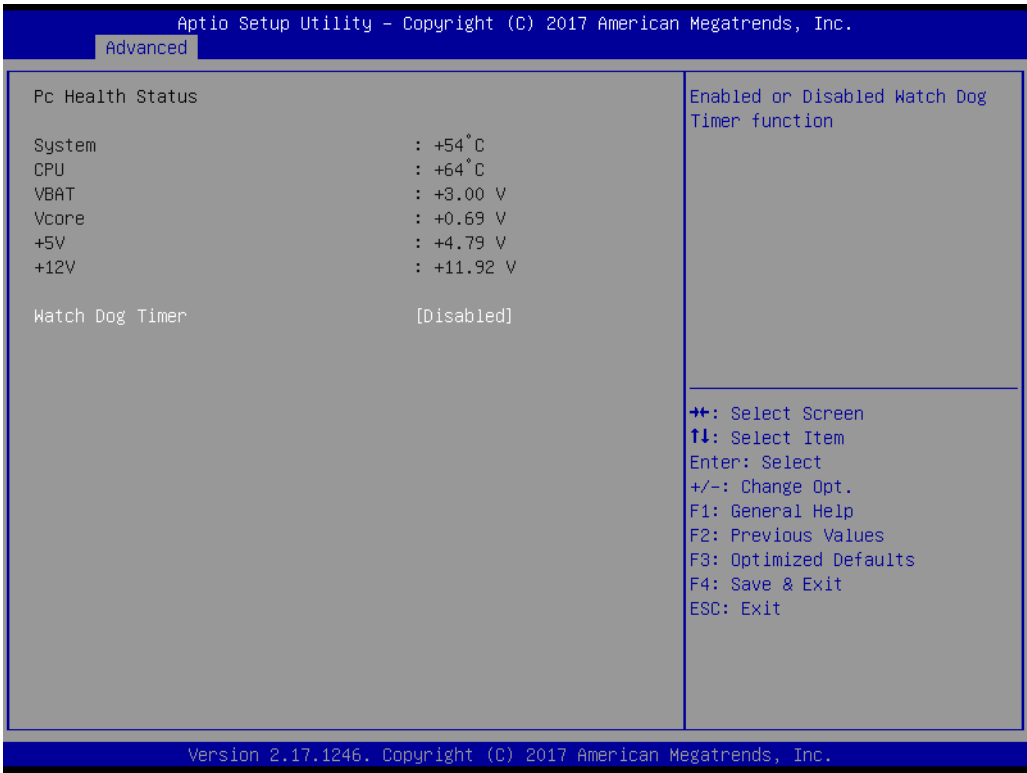 Aptio Setup Utility – Copyright (C) 2017 American Megatrends, Inc.
Advanced
Pc Health Status
System : +54°C
CPU : +64°C
VBAT : +3.00 V
Vcore : +0.69 V
+5V : +4.79 V
+12V : +11.92 V
Watch Dog Timer [Disabled]
Enabled or Disabled Watch Dog
Timer function
→←: Select Screen
↑↓: Select Item
Enter: Select
+/-: Change Opt.
F1: General Help
F2: Previous Values
F3: Optimized Defaults
F4: Save & Exit
ESC: Exit
Version 2.17.1246. Copyright (C) 2017 American Megatrends, Inc.